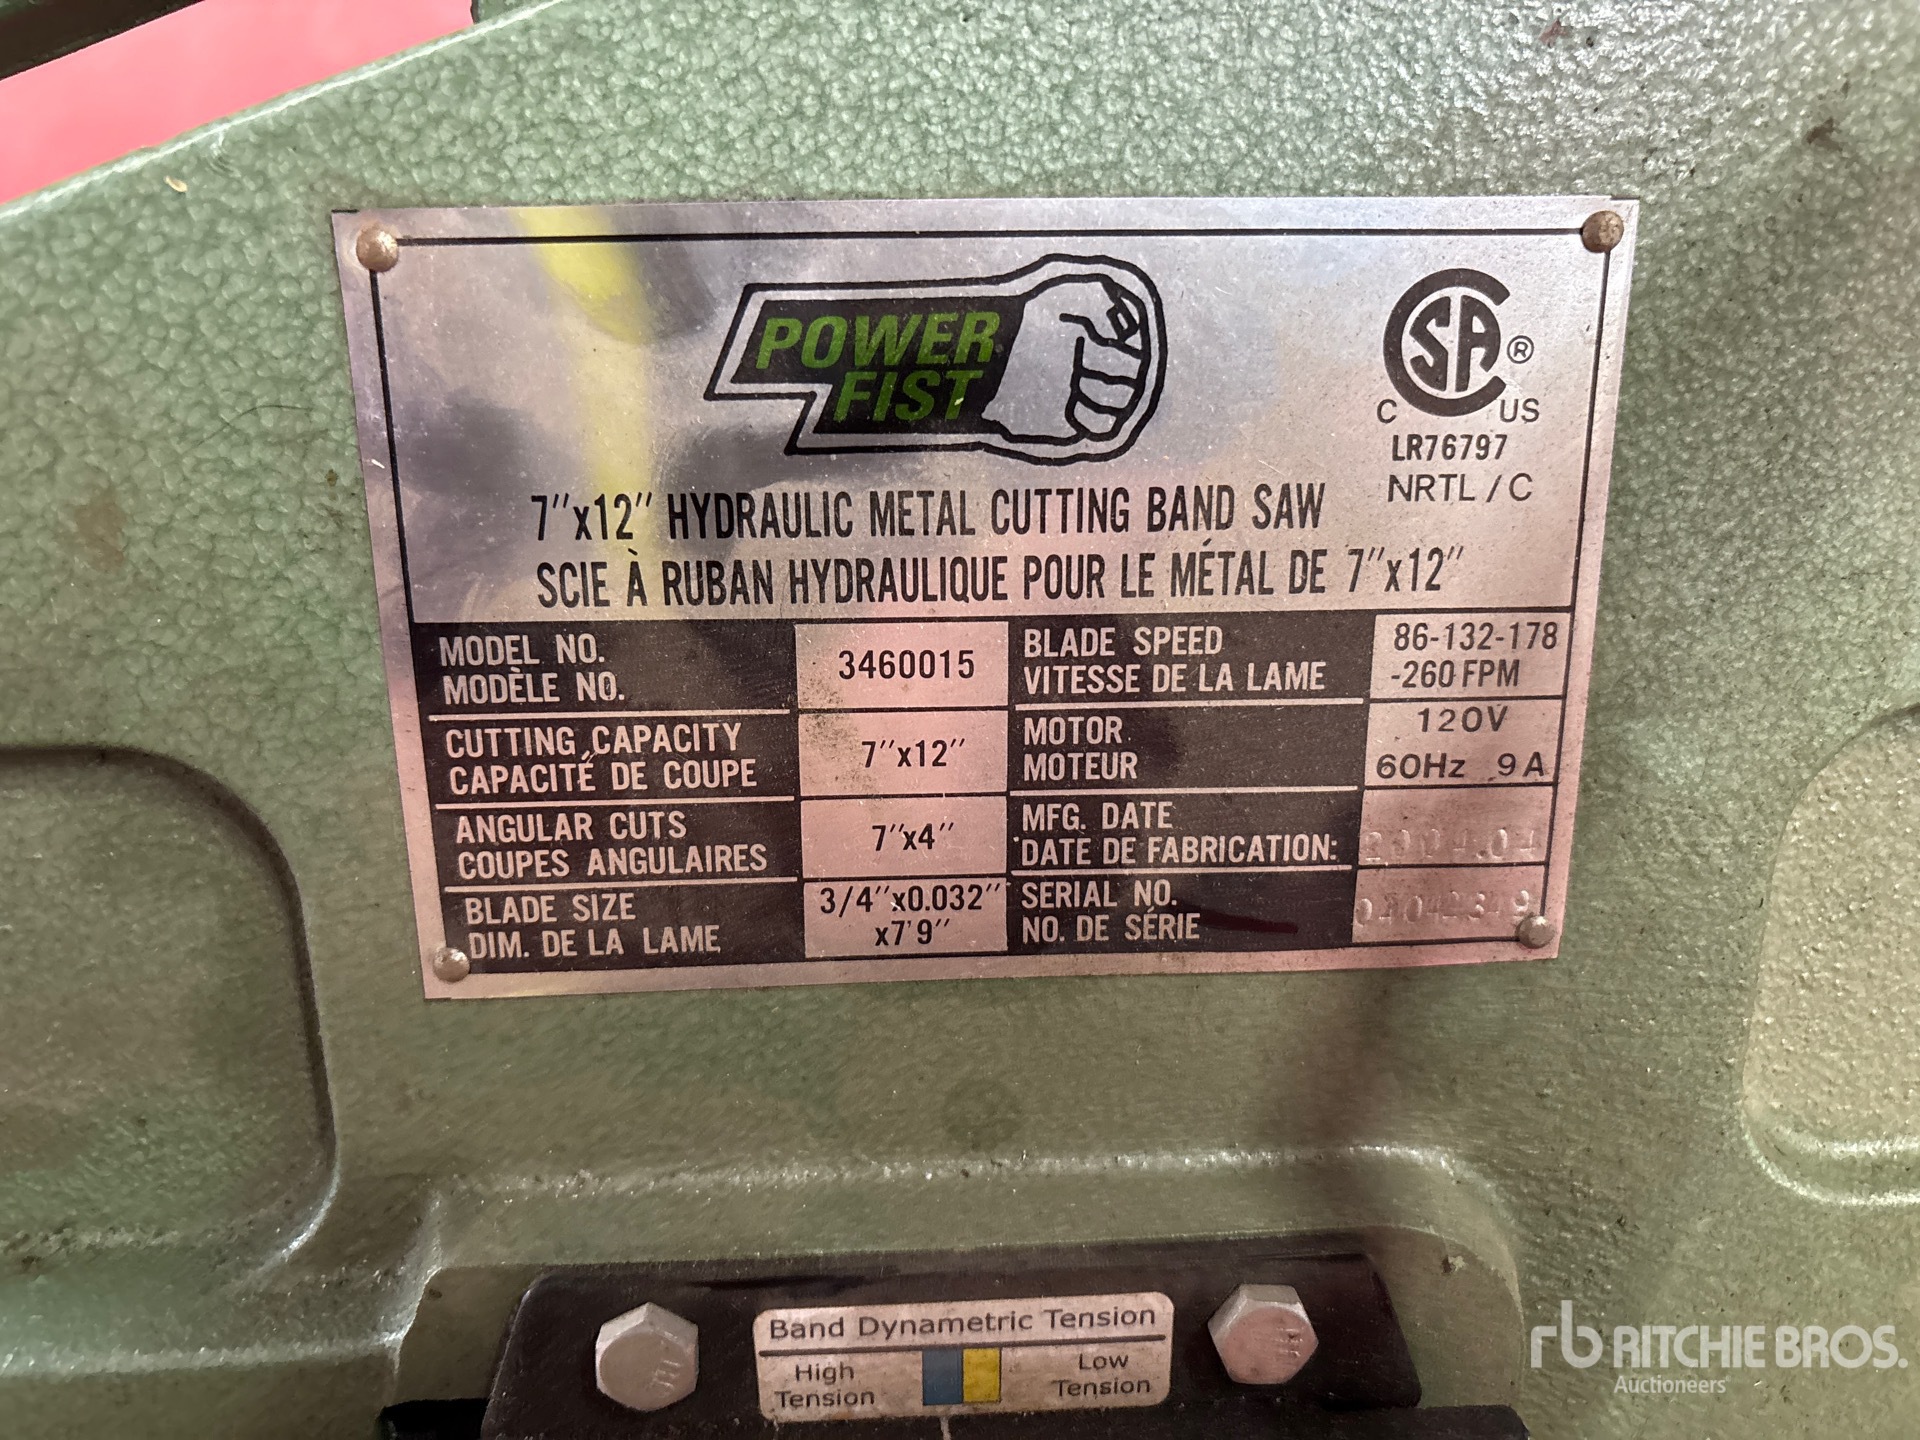 POWER
FIST
CSA®
C US
LR76797
NRTL / C
7"x12" HYDRAULIC METAL CUTTING BAND SAW
SCIE À RUBAN HYDRAULIQUE POUR LE MÉTAL DE 7"x12"
MODEL NO.
MODÈLE NO.
3460015
CUTTING CAPACITY
CAPACITÉ DE COUPE
7"x12"
ANGULAR CUTS
COUPES ANGULAIRES
7"x4"
BLADE SIZE
DIM. DE LA LAME
3/4"x0.032"
x7'9"
BLADE SPEED
VITESSE DE LA LAME
86-132-178
-260 FPM
MOTOR
MOTEUR
120V
60Hz 9A
MFG. DATE
DATE DE FABRICATION:
SERIAL NO.
NO. DE SÉRIE
Band Dynametric Tension
High
Tension
Low
Tension
rb RITCHIE BROS.
Auctioneers